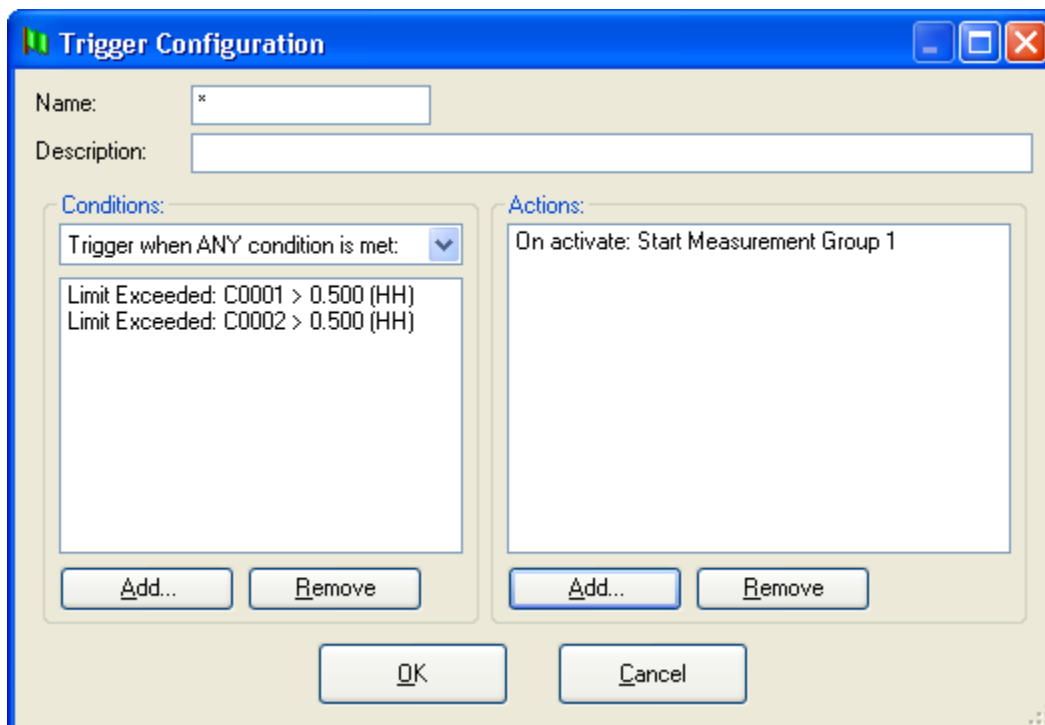 Trigger Configuration
Name: *
Description:
Conditions:
Trigger when ANY condition is met:
Limit Exceeded: C0001 > 0.500 (HH)
Limit Exceeded: C0002 > 0.500 (HH)
Add...
Remove
Actions:
On activate: Start Measurement Group 1
Add...
Remove
OK
Cancel